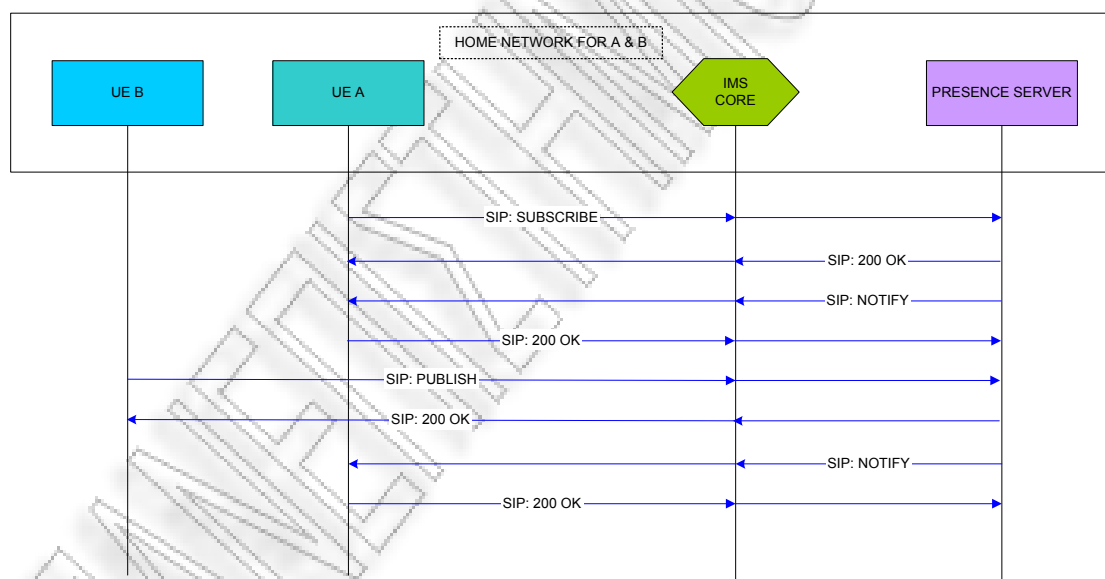 HOME NETWORK FOR A & B
UE B
UE A
IMS
CORE
PRESENCE SERVER
SIP: SUBSCRIBE
SIP: 200 OK
SIP: NOTIFY
SIP: 200 OK
SIP: PUBLISH
SIP: 200 OK
SIP: NOTIFY
SIP: 200 OK